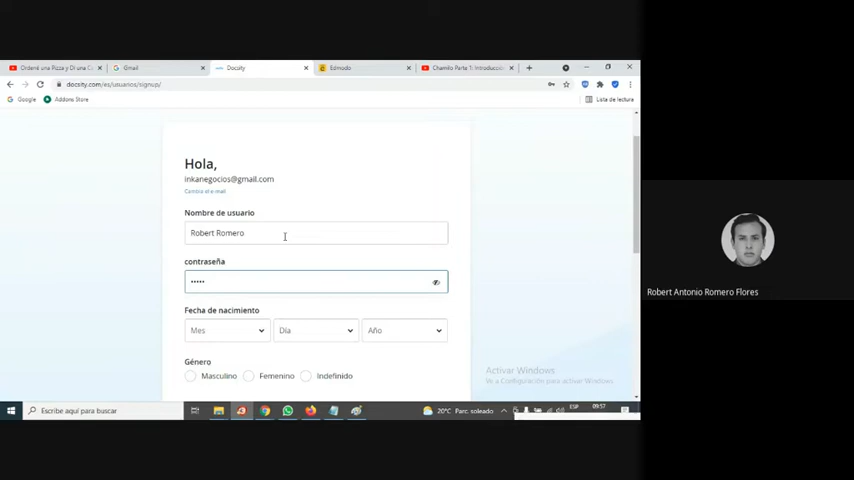 Ordené una Pizza y Di una C
Gmail
Docsity
Edmodo
Chamilo Parte 1: Introducció
docsity.com/es/usuarios/signup/
Google
Addons Store
Lista de lectura
Hola,
inkanegocios@gmail.com
Cambia el e-mail
Nombre de usuario
Robert Romero
contraseña
•••••
Fecha de nacimiento
Mes
Día
Año
Género
Masculino
Femenino
Indefinido
Activar Windows
Ve a Configuración para activar Windows.
Robert Antonio Romero Flores
Escribe aquí para buscar
20°C Parc. soleado
ESP
09:57